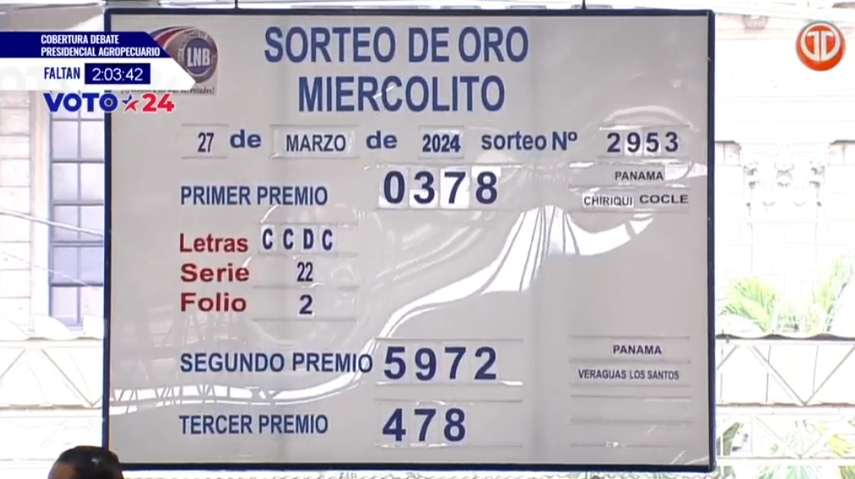 COBERTURA DEBATE
PRESIDENCIAL AGROPECUARIO
FALTAN 2:03:42
VOTO★24
LNB
SORTEO DE ORO
MIERCOLITO
27 de MARZO de 2024 sorteo Nº 2953
PRIMER PREMIO 0378
PANAMA
CHIRIQUI COCLE
Letras C C D C
Serie 22
Folio 2
SEGUNDO PREMIO 5972
PANAMA
VERAGUAS LOS SANTOS
TERCER PREMIO 478